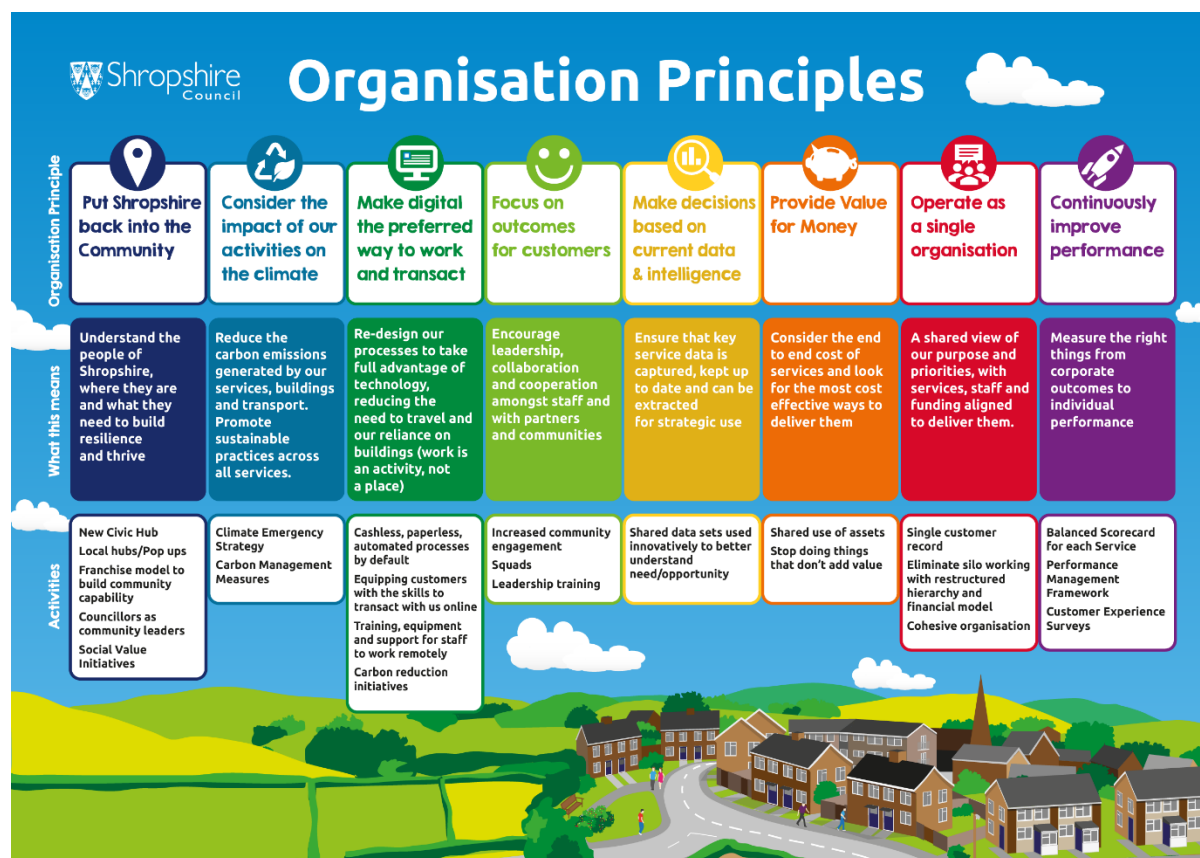 Shropshire
Council
Organisation Principles
Organisation Principle
Put Shropshire
back into the
Community
Consider the
impact of our
activities on
the climate
Make digital
the preferred
way to work
and transact
Focus on
outcomes
for customers
Make decisions
based on
current data
& intelligence
Provide Value
for Money
Operate as
a single
organisation
Continuously
improve
performance
What this means
Understand the
people of
Shropshire,
where they are
and what they
need to build
resilience
and thrive
Reduce the
carbon emissions
generated by our
services, buildings
and transport.
Promote
sustainable
practices across
all services.
Re-design our
processes to take
full advantage of
technology,
reducing the
need to travel and
our reliance on
buildings (work is
an activity, not
a place)
Encourage
leadership,
collaboration
and cooperation
amongst staff and
with partners
and communities
Ensure that key
service data is
captured, kept up
to date and can be
extracted
for strategic use
Consider the end
to end cost of
services and look
for the most cost
effective ways to
deliver them
A shared view of
our purpose and
priorities, with
services, staff and
funding aligned
to deliver them.
Measure the right
things from
corporate
outcomes to
individual
performance
Activities
New Civic Hub
Local hubs/Pop ups
Franchise model to
build community
capability
Councillors as
community leaders
Social Value
Initiatives
Climate Emergency
Strategy
Carbon Management
Measures
Cashless, paperless,
automated processes
by default
Equipping customers
with the skills to
transact with us online
Training, equipment
and support for staff
to work remotely
Carbon reduction
initiatives
Increased community
engagement
Squads
Leadership training
Shared data sets used
innovatively to better
understand
need/opportunity
Shared use of assets
Stop doing things
that don't add value
Single customer
record
Eliminate silo working
with restructured
hierarchy and
financial model
Cohesive organisation
Balanced Scorecard
for each Service
Performance
Management
Framework
Customer Experience
Surveys